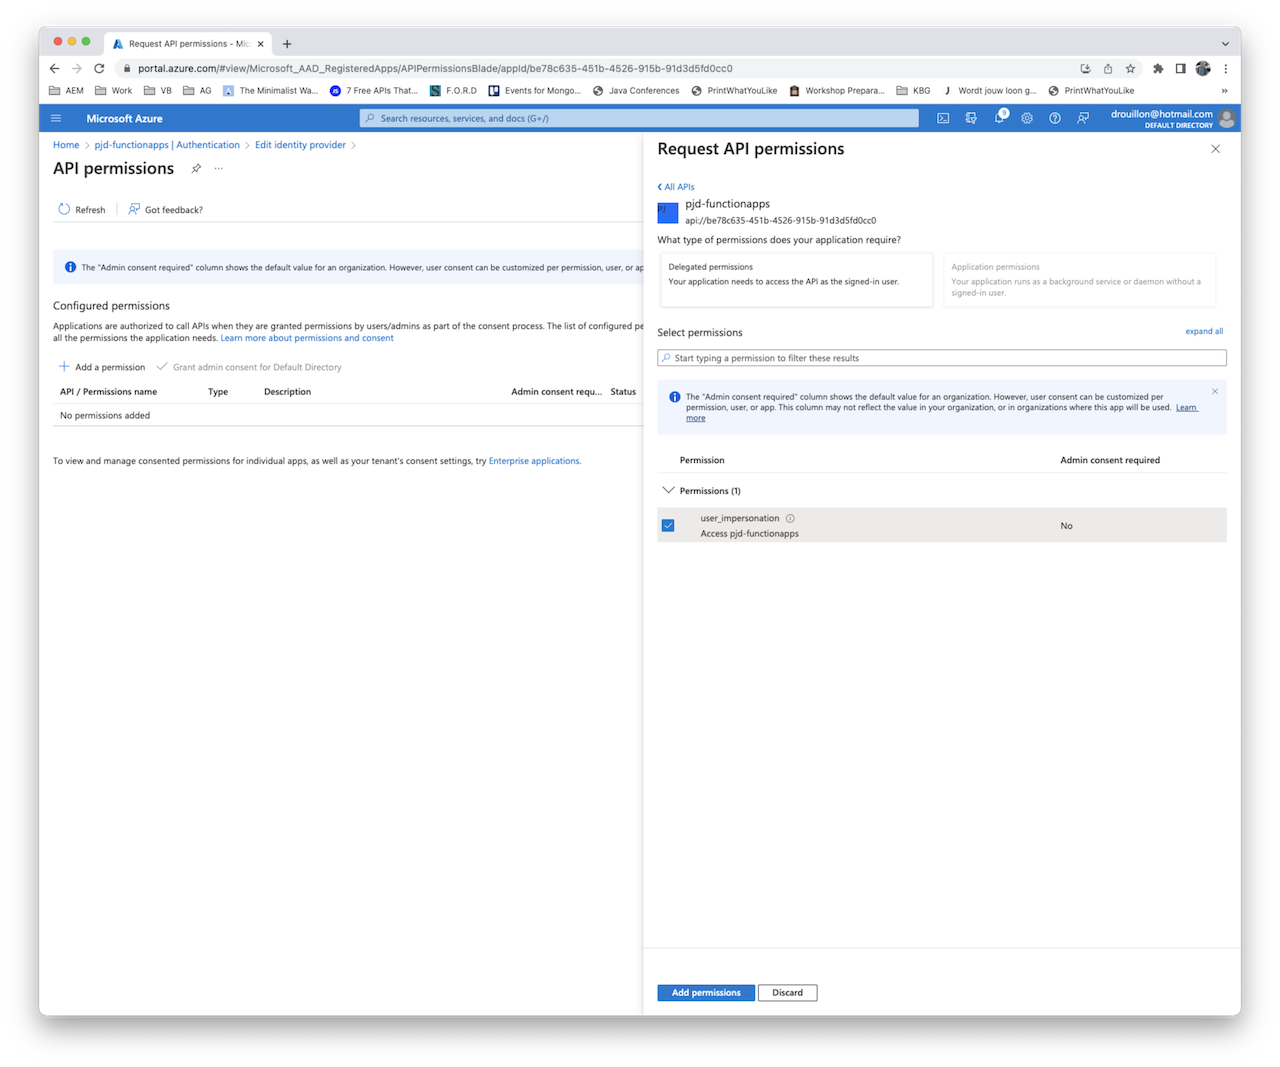 Request API permissions - Mic
portal.azure.com/#view/Microsoft_AAD_RegisteredApps/APIPermissionsBlade/appId/be78c635-451b-4526-915b-91d3d5fd0cc0
AEM Work VB AG The Minimalist Wa... 7 Free APIs That... F.O.R.D Events for Mongo... Java Conferences PrintWhatYouLike Workshop Prepara... KBG Wordt jouw loon g... PrintWhatYouLike »
Microsoft Azure
Search resources, services, and docs (G+/)
9
drouillon@hotmail.com
DEFAULT DIRECTORY
Home > pjd-functionapps | Authentication > Edit identity provider >
API permissions
Refresh
Got feedback?
The "Admin consent required" column shows the default value for an organization. However, user consent can be customized per permission, user, or ap
Configured permissions
Applications are authorized to call APIs when they are granted permissions by users/admins as part of the consent process. The list of configured pe
all the permissions the application needs. Learn more about permissions and consent
Add a permission
Grant admin consent for Default Directory
API / Permissions name Type Description Admin consent requ... Status
No permissions added
To view and manage consented permissions for individual apps, as well as your tenant's consent settings, try Enterprise applications.
Request API permissions
All APIs
PJ
pjd-functionapps
api://be78c635-451b-4526-915b-91d3d5fd0cc0
What type of permissions does your application require?
Delegated permissions
Your application needs to access the API as the signed-in user.
Application permissions
Your application runs as a background service or daemon without a
signed-in user.
Select permissions
expand all
Start typing a permission to filter these results
The "Admin consent required" column shows the default value for an organization. However, user consent can be customized per
permission, user, or app. This column may not reflect the value in your organization, or in organizations where this app will be used. Learn
more
Permission Admin consent required
Permissions (1)
user_impersonation
Access pjd-functionapps
No
Add permissions
Discard